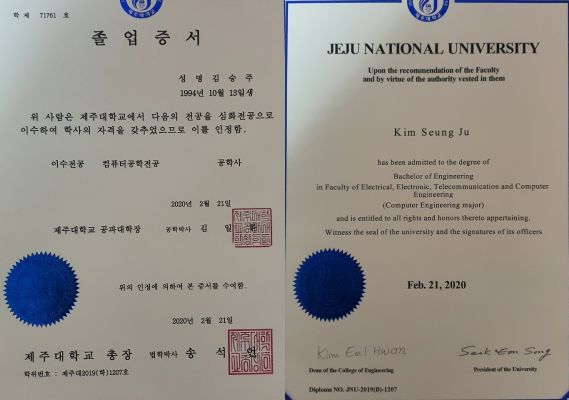 학 제 71761 호
졸 업 증 서
성 명 김 승 주
1994년 10월 13일생
위 사람은 제주대학교에서 다음의 전공을 심화전공으로
이수하여 학사의 자격을 갖추었으므로 이를 인정함.
이수전공 컴퓨터공학전공 공학사
2020년 2월 21일
제주대학교 공과대학장 공학박사 김 일
위의 인정에 의하여 본 증서를 수여함.
2020년 2월 21일
제주대학교 총장 법학박사 송 석 언
학위번호 : 제주대2019(학)1207호
JEJU NATIONAL UNIVERSITY
Upon the recommendation of the Faculty
and by virtue of the authority vested in them
Kim Seung Ju
has been admitted to the degree of
Bachelor of Engineering
in Faculty of Electrical, Electronic, Telecommunication and Computer
Engineering
(Computer Engineering major)
and is entitled to all rights and honors thereto appertaining.
Witness the seal of the university and the signatures of its officers
Feb. 21, 2020
Kim Eel Hwan
Seuk Eon Song
Dean of the College of Engineering
President of the University
Diploma NO. JNU-2019(B)-1207